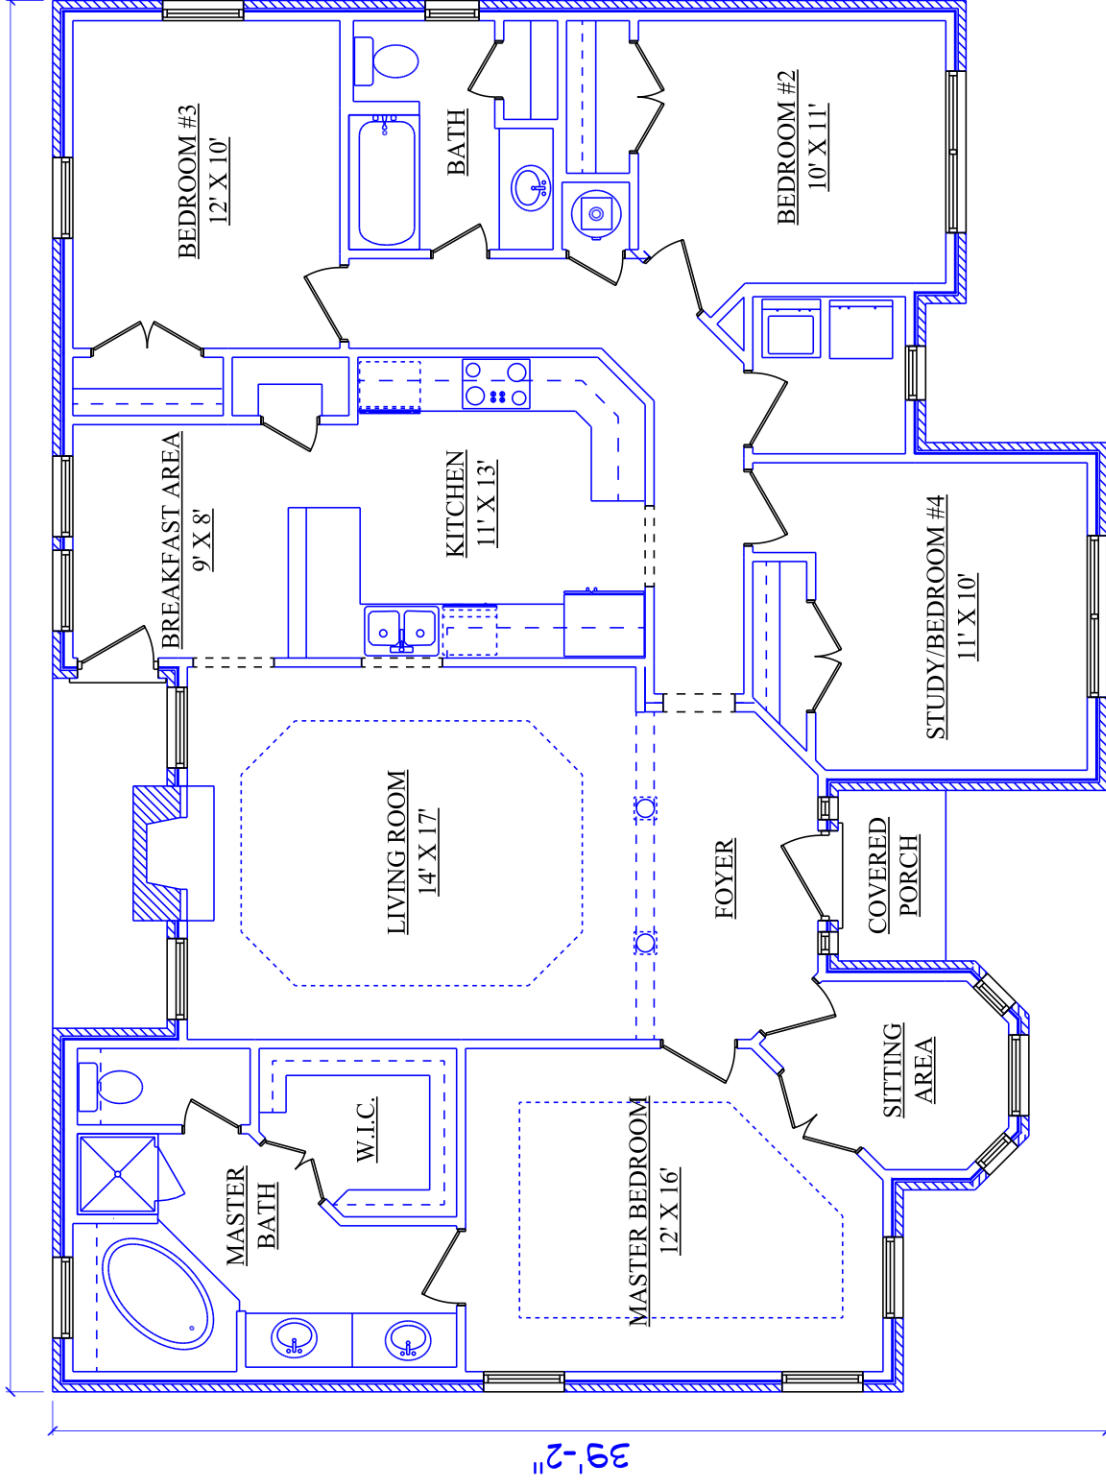 BEDROOM #3
12' X 10'
BATH
BEDROOM #2
10' X 11'
BREAKFAST AREA
9' X 8'
KITCHEN
11' X 13'
STUDY/BEDROOM #4
11' X 10'
LIVING ROOM
14' X 17'
FOYER
COVERED
PORCH
SITTING
AREA
W.I.C.
MASTER
BATH
MASTER BEDROOM
12' X 16'
39'-2"